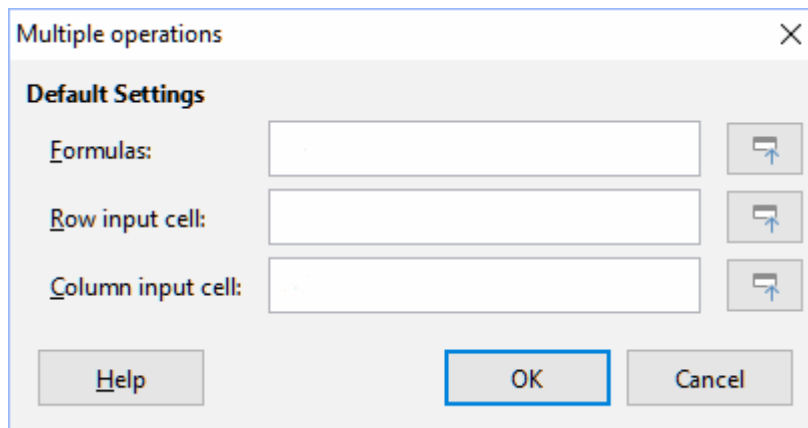 Multiple operations
Default Settings
Formulas:
Row input cell:
Column input cell:
Help
OK
Cancel